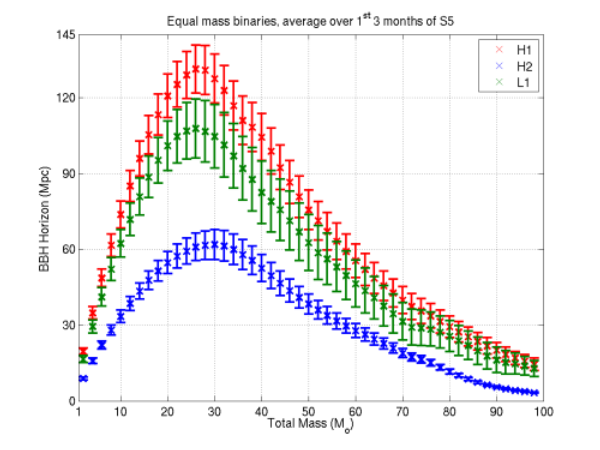 Equal mass binaries, average over 1st 3 months of S5
H1
H2
L1
145
120
90
60
30
0
BBH Horizon (Mpc)
1 10 20 30 40 50 60 70 80 90 100
Total Mass (Mo)